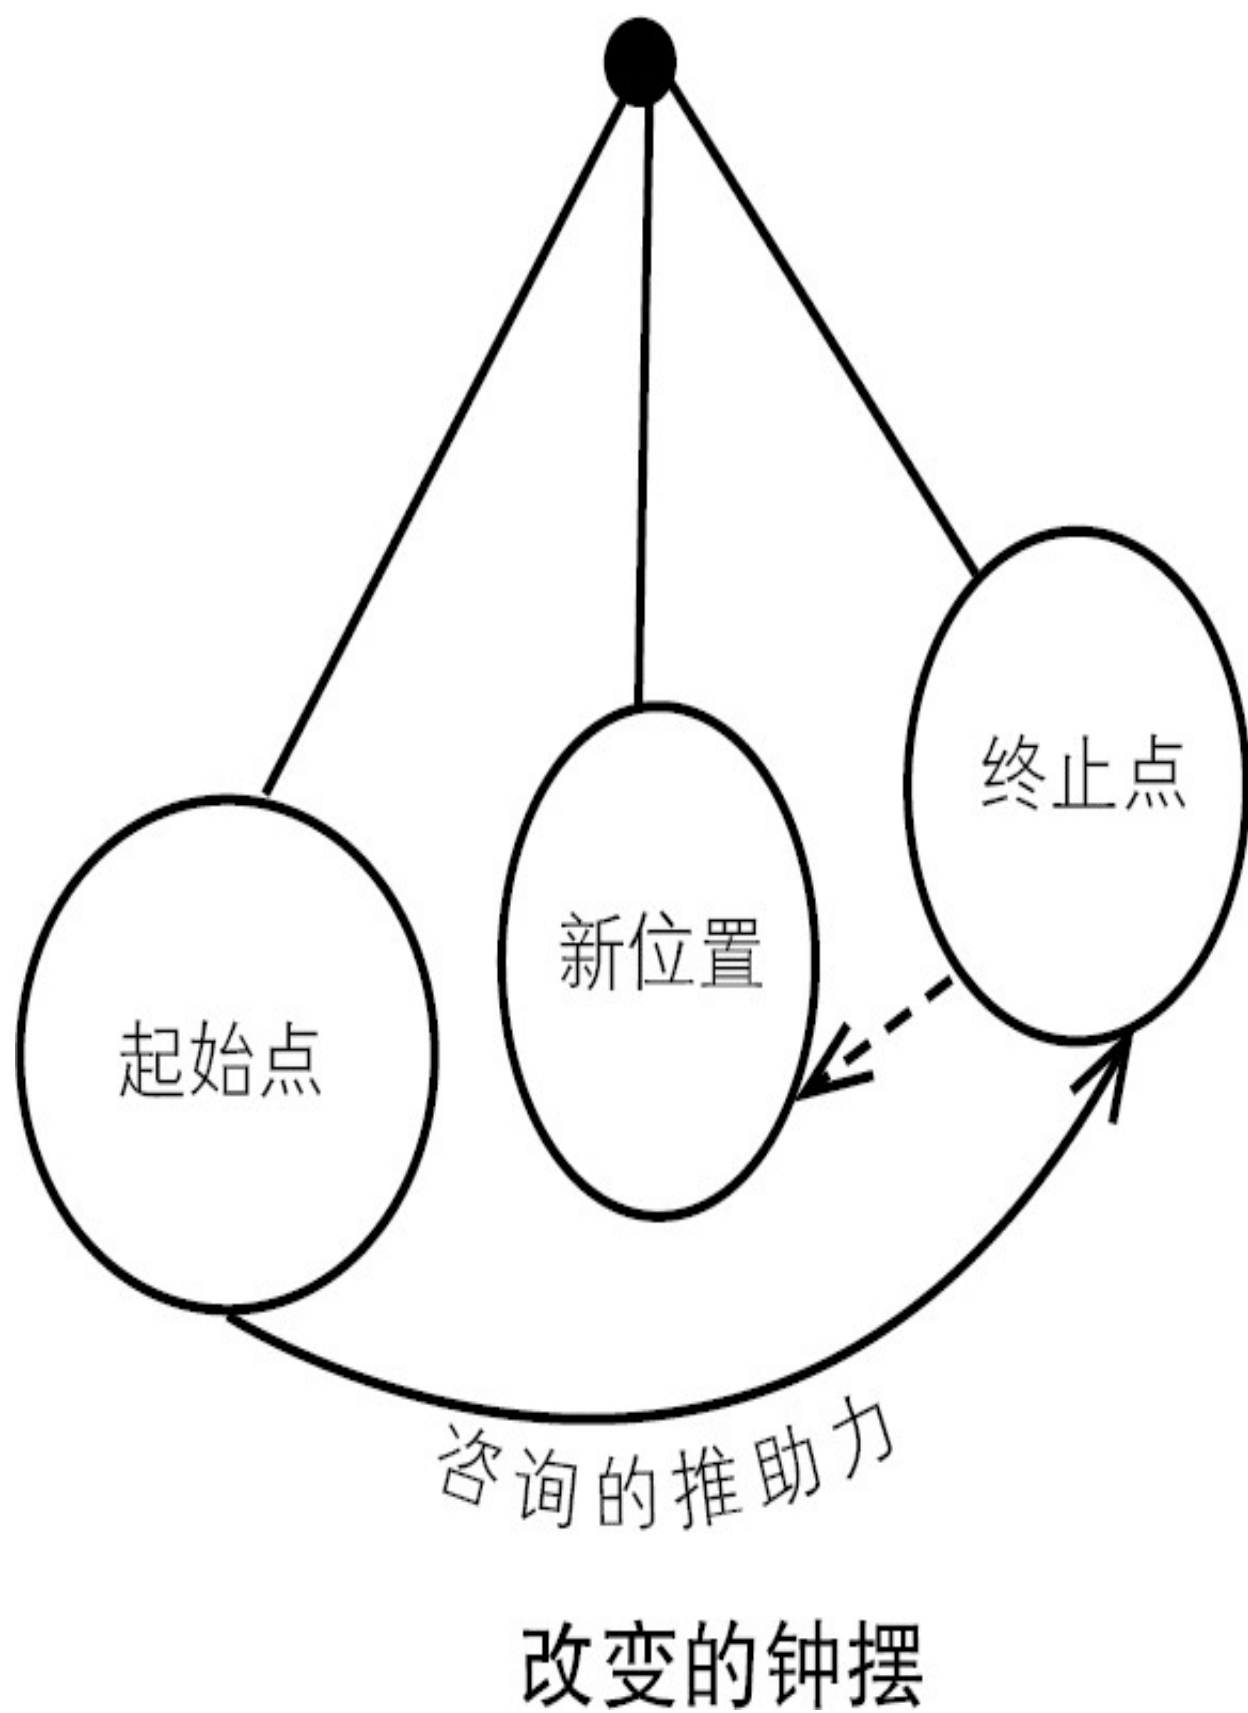 终止点
新位置
起始点
咨询的推助力
改变的钟摆